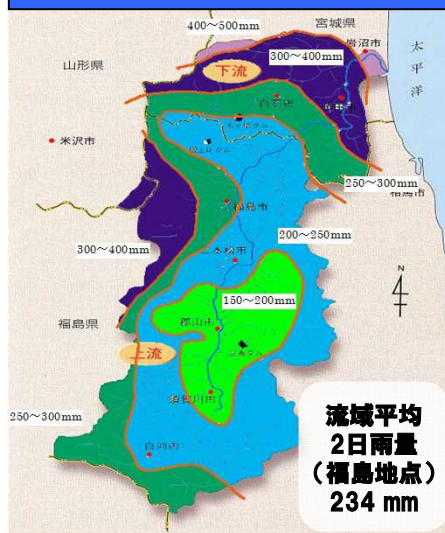 宮城県
400～500mm
岩沼市
太平洋
山形県
300～400mm
下流
白石市
米沢市
250～300mm
福島市
200～250mm
300～400mm
二本松市
150～200mm
福島県
郡山市
上流
須賀川市
250～300mm
白河市
N
流域平均
2日雨量
（福島地点）
234 mm